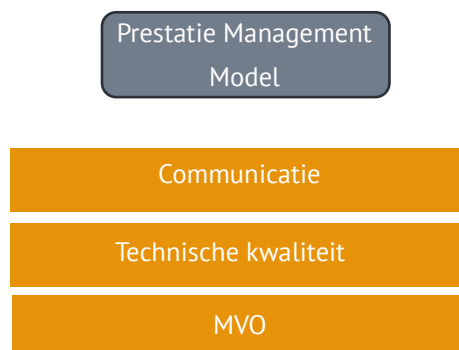 Prestatie Management
Model
Communicatie
Technische kwaliteit
MVO